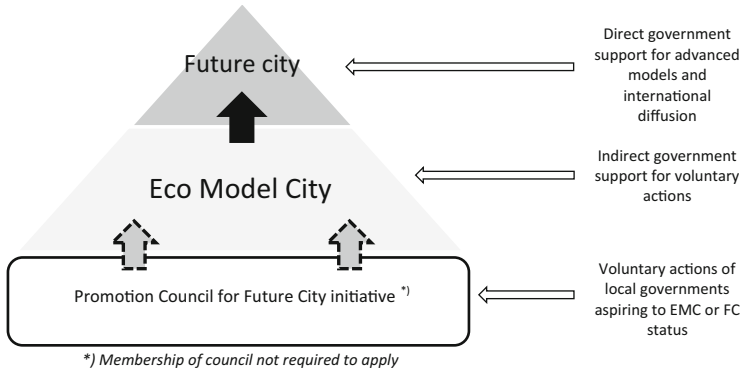 Future city
Direct government
support for advanced
models and
international
diffusion
Eco Model City
Indirect government
support for voluntary
actions
Promotion Council for Future City initiative *)
Voluntary actions of
local governments
aspiring to EMC or FC
status
*) Membership of council not required to apply